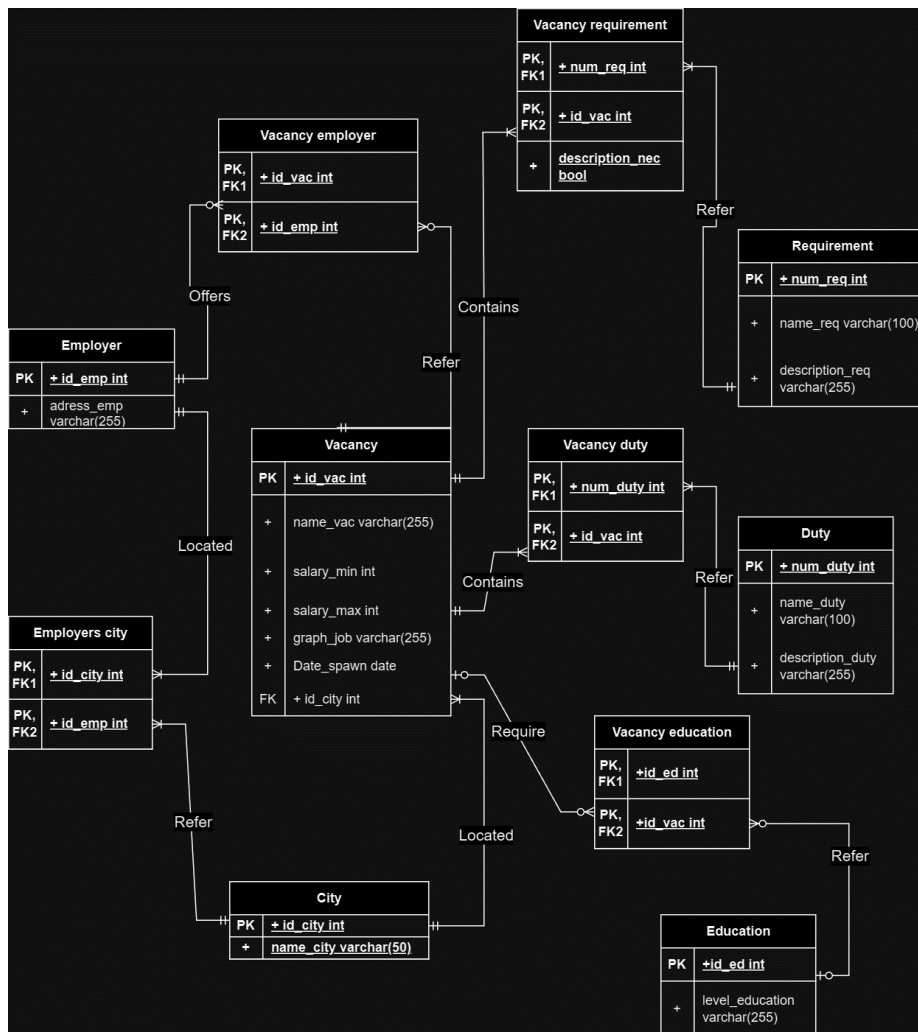 Vacancy requirement
PK,
FK1
+ num_req int
PK,
FK2
+ id_vac int
+
description_nec
bool
Vacancy employer
PK,
FK1
+ id_vac int
PK,
FK2
+ id_emp int
Refer
Requirement
PK
+ num_req int
+
name_req varchar(100)
+
description_req
varchar(255)
Offers
Contains
Refer
Employer
PK
+ id_emp int
+
adress_emp
varchar(255)
Vacancy
PK
+ id_vac int
+
name_vac varchar(255)
+
salary_min int
+
salary_max int
+
graph_job varchar(255)
+
Date_spawn date
FK
+ id_city int
Vacancy duty
PK,
FK1
+ num_duty int
PK,
FK2
+ id_vac int
Contains
Refer
Duty
PK
+ num_duty int
+
name_duty
varchar(100)
+
description_duty
varchar(255)
Located
Employers city
PK,
FK1
+ id_city int
PK,
FK2
+ id_emp int
Require
Vacancy education
PK,
FK1
+id_ed int
PK,
FK2
+id_vac int
Refer
Located
Refer
City
PK
+ id_city int
+
name_city varchar(50)
Education
PK
+id_ed int
+
level_education
varchar(255)